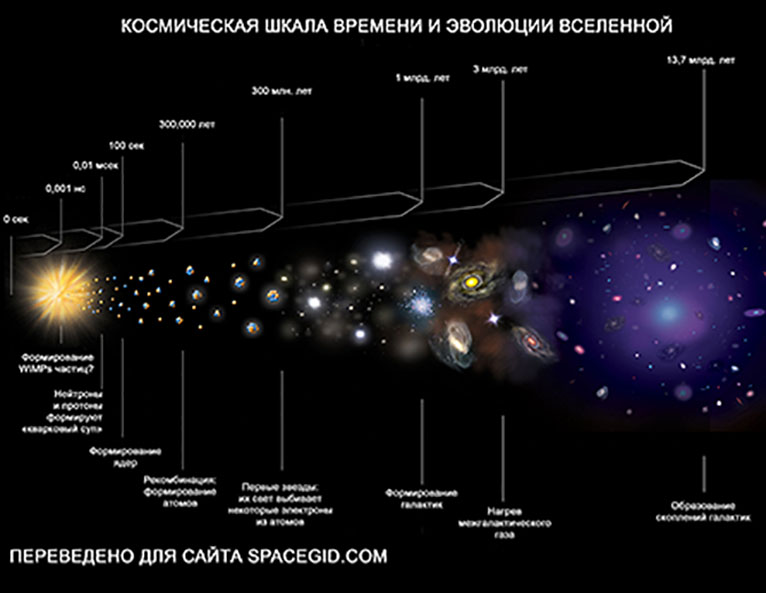 КОСМИЧЕСКАЯ ШКАЛА ВРЕМЕНИ И ЭВОЛЮЦИИ ВСЕЛЕННОЙ
0 сек
0,001 нс
0,01 мсек
100 сек
300,000 лет
300 млн. лет
1 млрд. лет
3 млрд. лет
13,7 млрд. лет
Формирование
WIMPs частиц?
Нейтроны
и протоны
формируют
«кварковый суп»
Формирование
ядер
Рекомбинация:
формирование
атомов
Первые звезды:
их свет выбивает
некоторые электроны
из атомов
Формирование
галактик
Нагрев
межгалактического
газа
Образование
скоплений галактик
ПЕРЕВЕДЕНО ДЛЯ САЙТА SPACEGID.COM